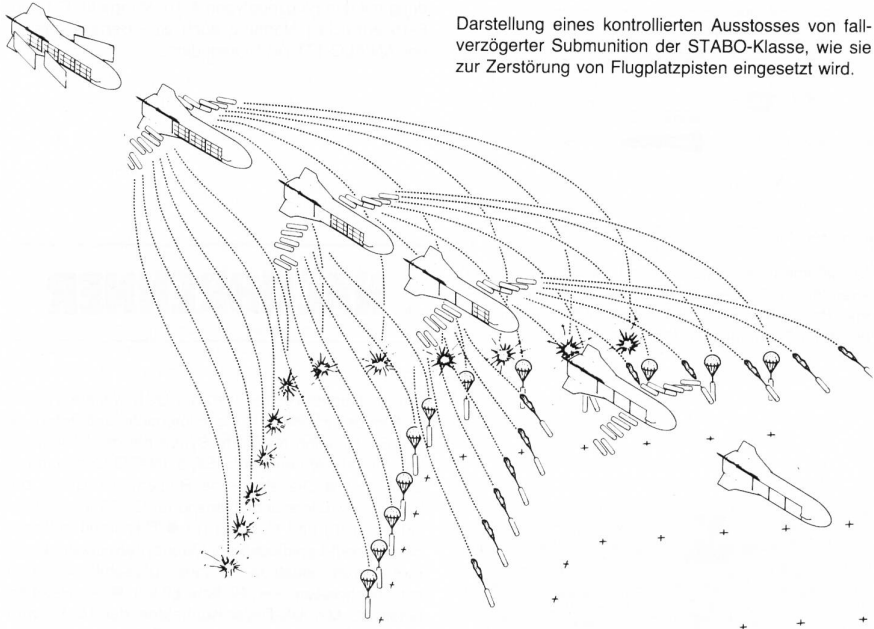 Darstellung eines kontrollierten Ausstosses von fall-
verzögerter Submunition der STABO-Klasse, wie sie
zur Zerstörung von Flugplatzpisten eingesetzt wird.